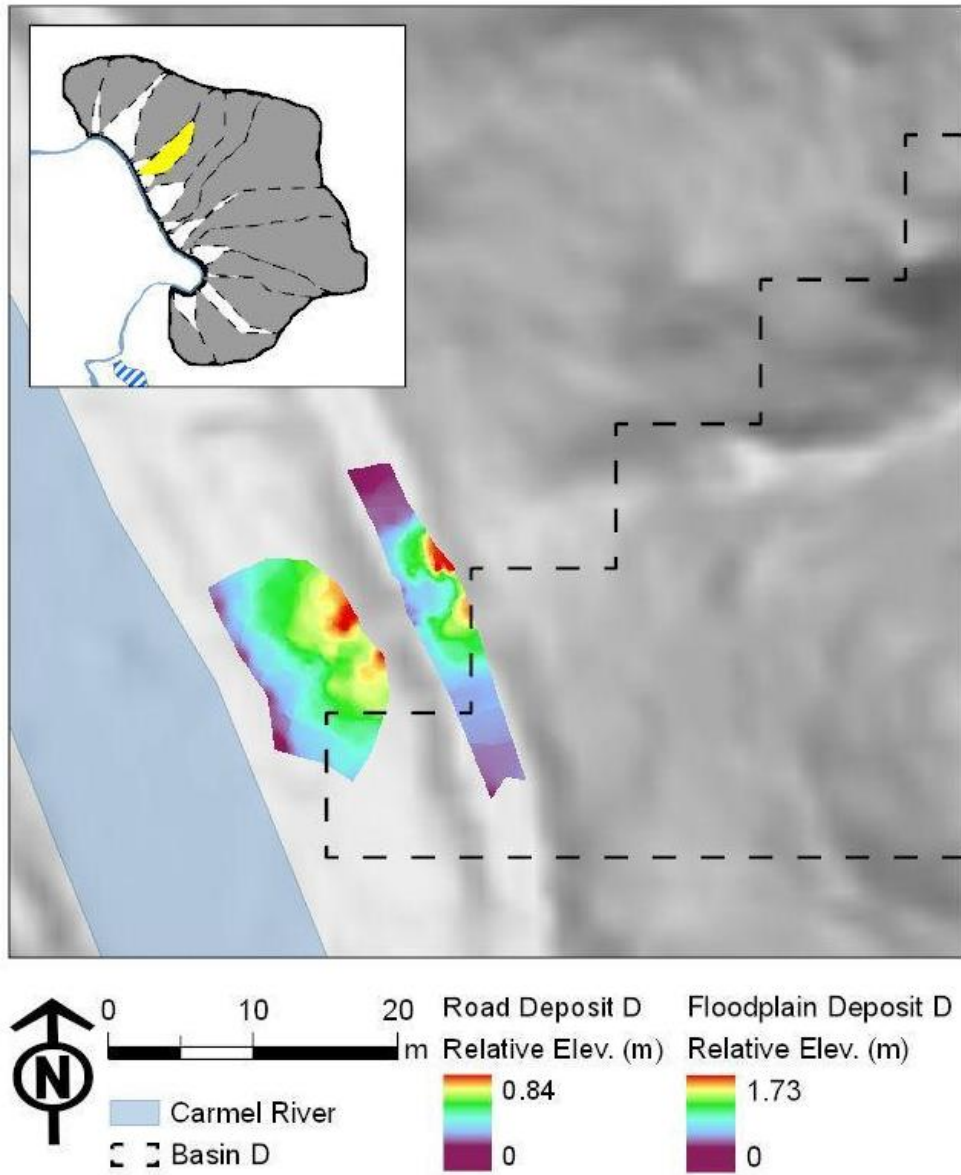 N
0 10 20
m
Carmel River
Basin D
Road Deposit D
Relative Elev. (m)
0.84
0
Floodplain Deposit D
Relative Elev. (m)
1.73
0